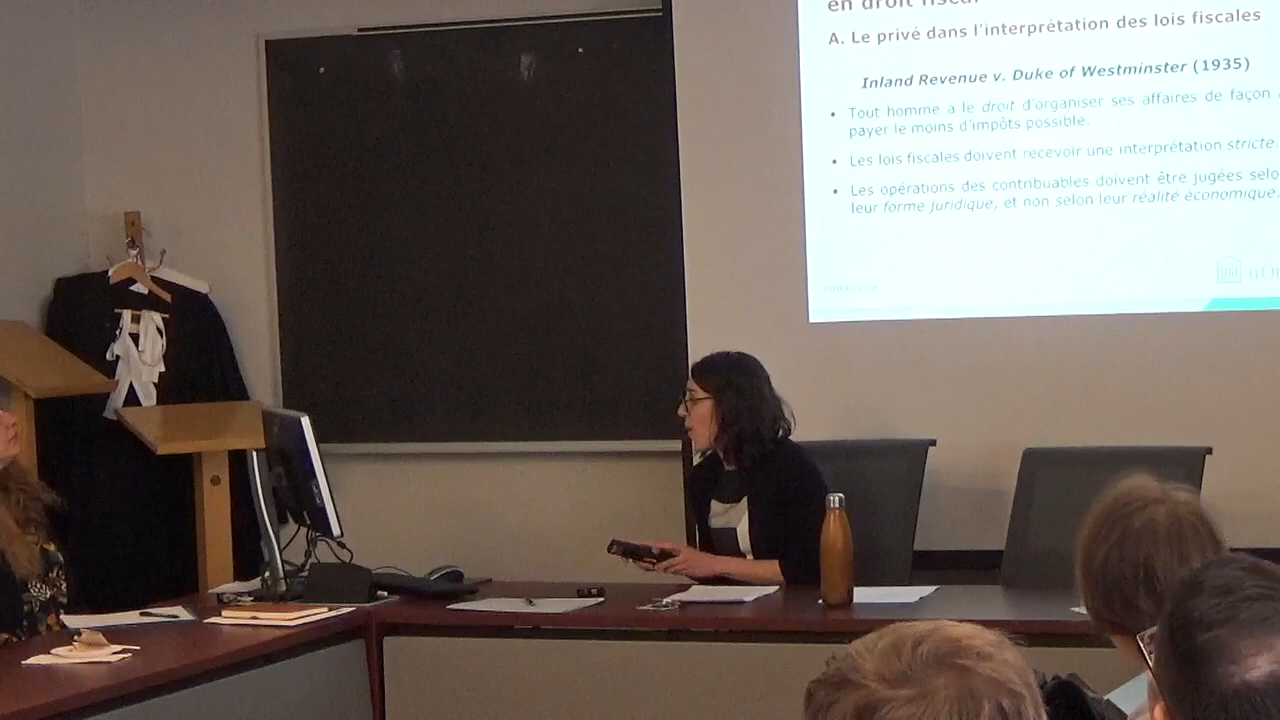 en droit fiscal
A. Le privé dans l'interprétation des lois fiscales
Inland Revenue v. Duke of Westminster (1935)
• Tout homme a le droit d'organiser ses affaires de façon
payer le moins d'impôts possible.
• Les lois fiscales doivent recevoir une interprétation stricte.
• Les opérations des contribuables doivent être jugées selo
leur forme juridique, et non selon leur réalité économique.